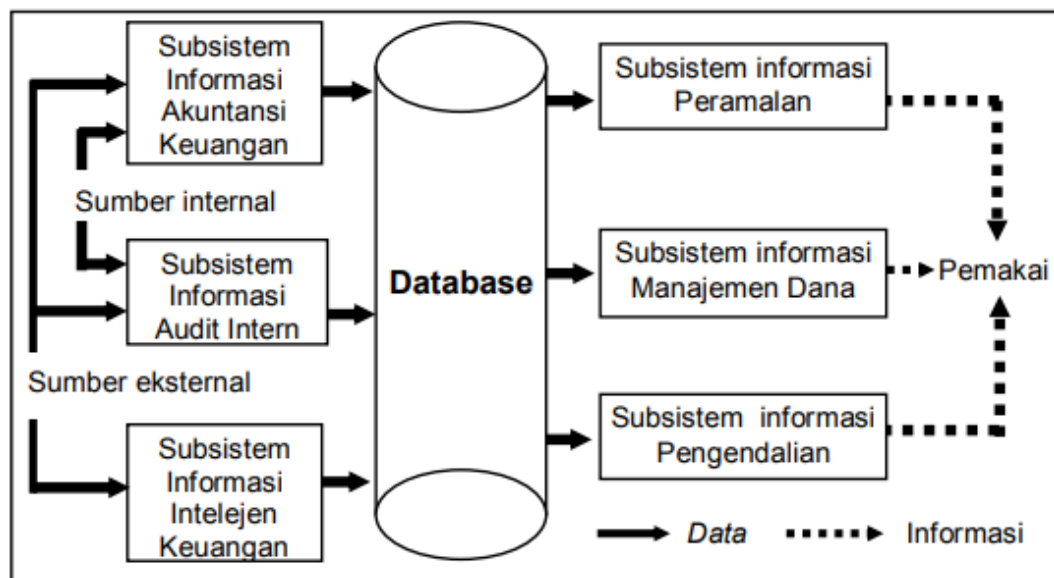 Subsistem
Informasi
Akuntansi
Keuangan
Sumber internal
Subsistem
Informasi
Audit Intern
Sumber eksternal
Subsistem
Informasi
Intelejen
Keuangan
Database
Subsistem informasi
Peramalan
Subsistem informasi
Manajemen Dana
Subsistem informasi
Pengendalian
Pemakai
Data
Informasi